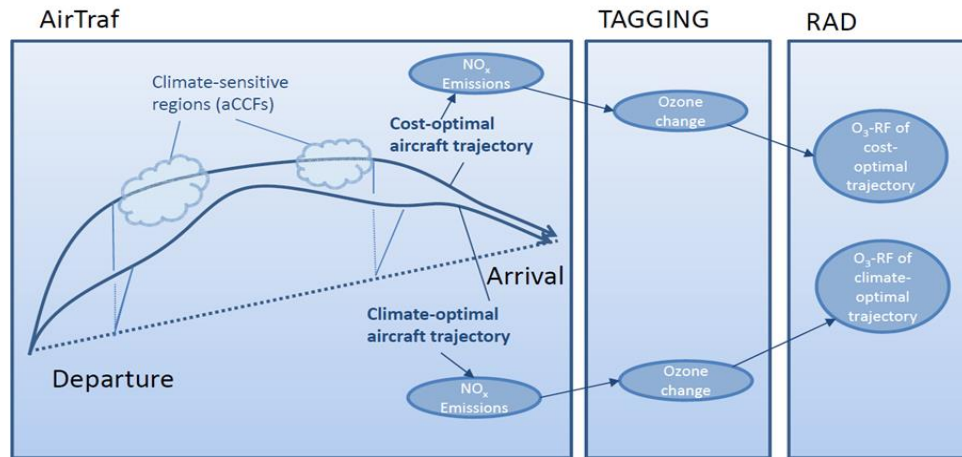 AirTraf
TAGGING
RAD
Climate-sensitive
regions (aCCFs)
NOₓ
Emissions
Cost-optimal
aircraft trajectory
Ozone
change
O₃-RF of
cost-
optimal
trajectory
Arrival
Climate-optimal
aircraft trajectory
Departure
NOₓ
Emissions
Ozone
change
O₃-RF of
climate-
optimal
trajectory